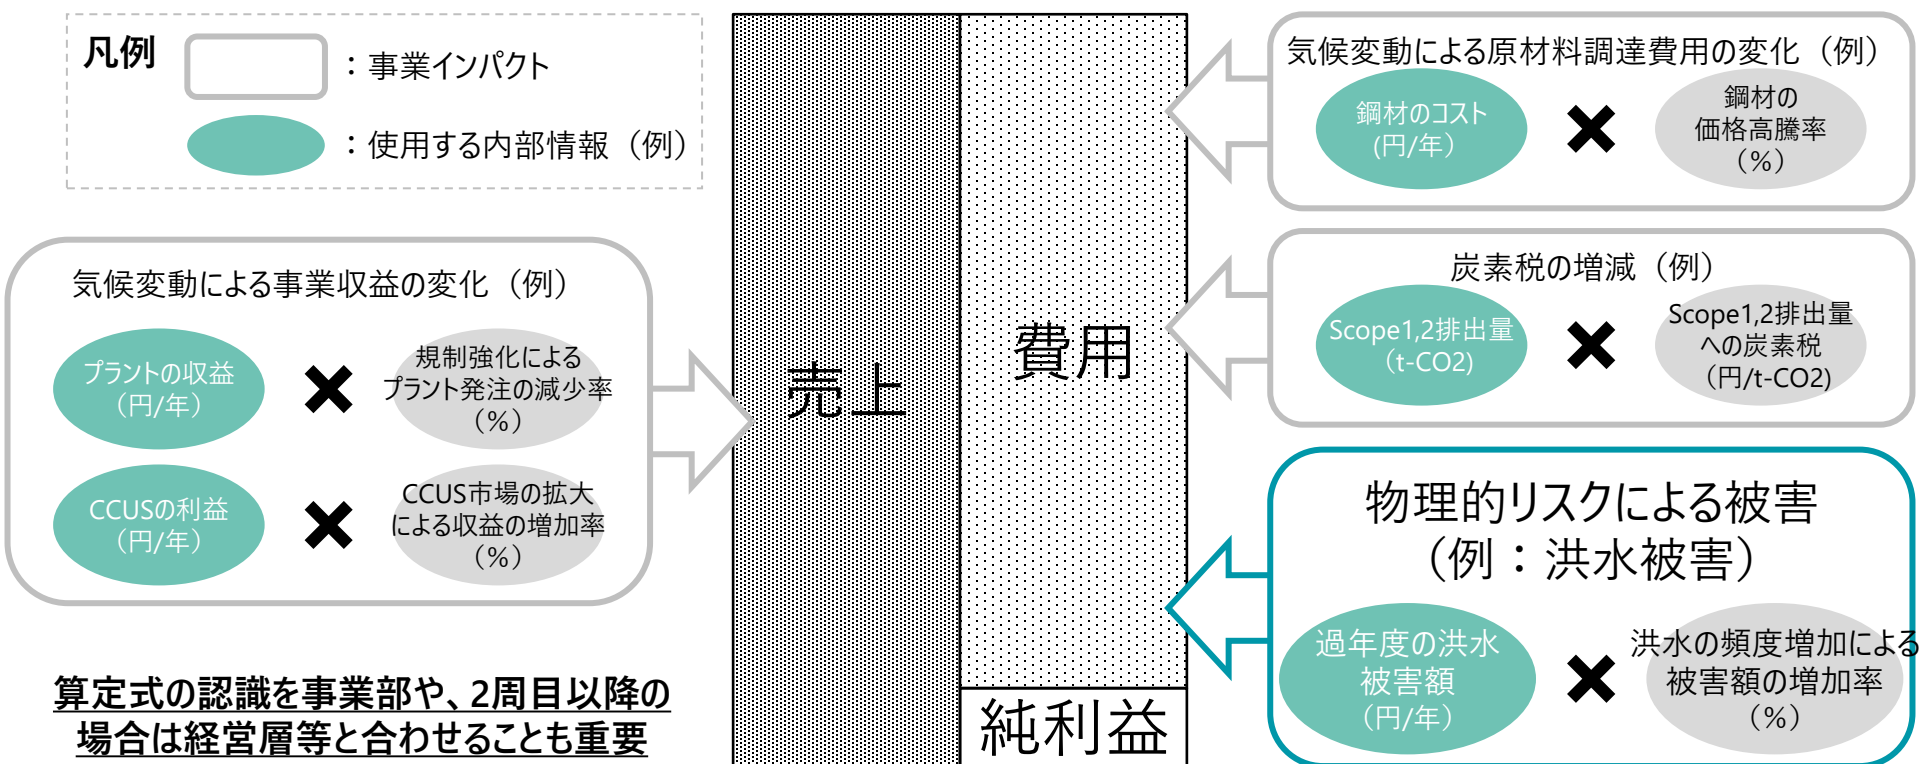 凡例
：事業インパクト
：使用する内部情報（例）
気候変動による事業収益の変化（例）
プラントの収益
（円/年）
規制強化による
プラント発注の減少率
（%）
CCUSの利益
（円/年）
CCUS市場の拡大
による収益の増加率
（%）
算定式の認識を事業部や、2周目以降の
場合は経営層等と合わせることも重要
売上
費用
純利益
気候変動による原材料調達費用の変化（例）
鋼材のコスト
(円/年）
鋼材の
価格高騰率
（%）
炭素税の増減（例）
Scope1,2排出量
（t-CO2)
Scope1,2排出量
への炭素税
（円/t-CO2)
物理的リスクによる被害
（例：洪水被害）
過年度の洪水
被害額
（円/年）
洪水の頻度増加による
被害額の増加率
（%）